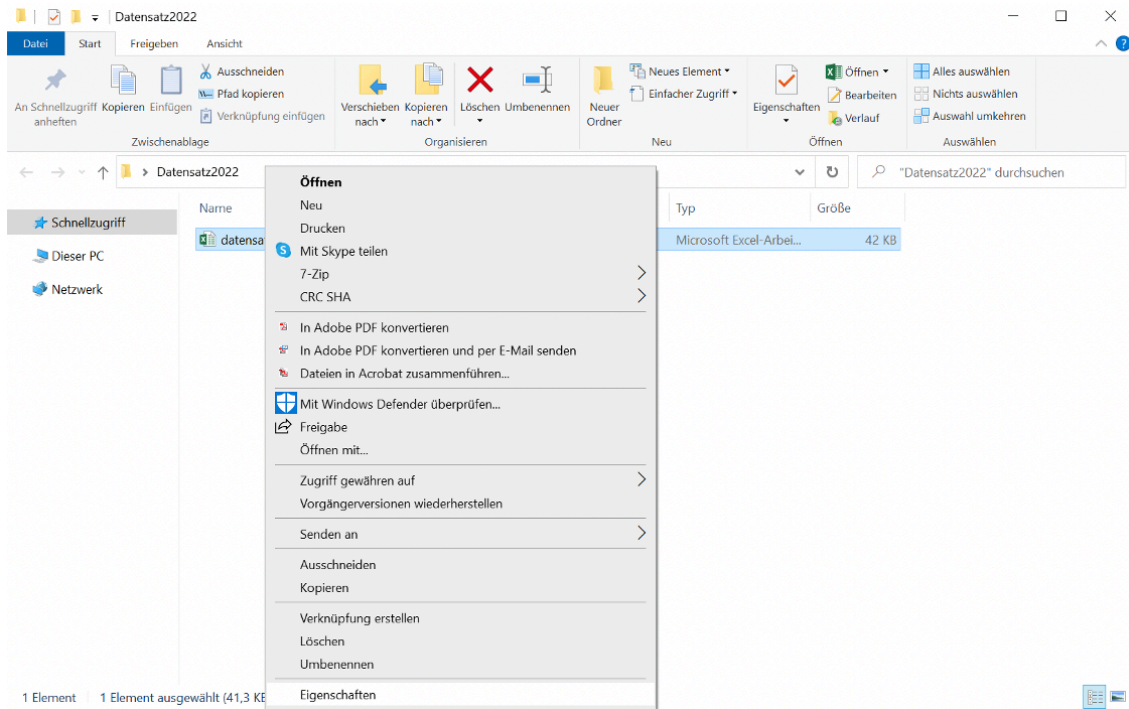 Datensatz2022
Datei Start Freigeben Ansicht
An Schnellzugriff anheften
Kopieren
Einfügen
Ausschneiden
Pfad kopieren
Verknüpfung einfügen
Zwischenablage
Verschieben nach
Kopieren nach
Löschen
Umbenennen
Organisieren
Neuer Ordner
Neues Element
Einfacher Zugriff
Neu
Eigenschaften
Öffnen
Bearbeiten
Verlauf
Öffnen
Alles auswählen
Nichts auswählen
Auswahl umkehren
Auswählen
Datensatz2022
"Datensatz2022" durchsuchen
Schnellzugriff
Dieser PC
Netzwerk
Name Typ Größe
datensa Microsoft Excel-Arbei... 42 KB
Öffnen
Neu
Drucken
Mit Skype teilen
7-Zip
CRC SHA
In Adobe PDF konvertieren
In Adobe PDF konvertieren und per E-Mail senden
Dateien in Acrobat zusammenführen...
Mit Windows Defender überprüfen...
Freigabe
Öffnen mit...
Zugriff gewähren auf
Vorgängerversionen wiederherstellen
Senden an
Ausschneiden
Kopieren
Verknüpfung erstellen
Löschen
Umbenennen
Eigenschaften
1 Element 1 Element ausgewählt (41,3 KB